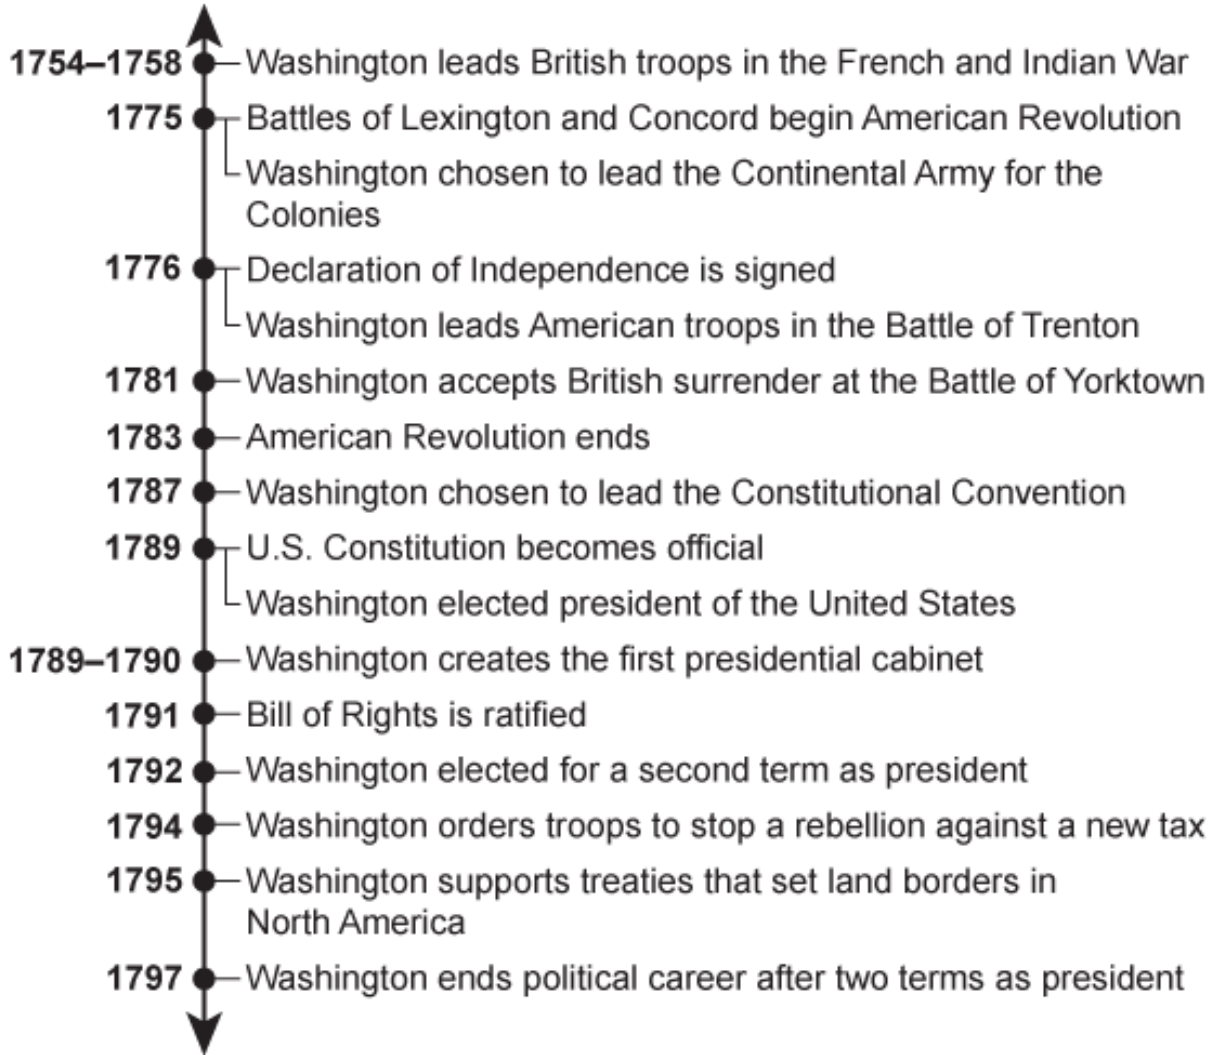 1754–1758 Washington leads British troops in the French and Indian War
1775 Battles of Lexington and Concord begin American Revolution
Washington chosen to lead the Continental Army for the
Colonies
1776 Declaration of Independence is signed
Washington leads American troops in the Battle of Trenton
1781 Washington accepts British surrender at the Battle of Yorktown
1783 American Revolution ends
1787 Washington chosen to lead the Constitutional Convention
1789 U.S. Constitution becomes official
Washington elected president of the United States
1789–1790 Washington creates the first presidential cabinet
1791 Bill of Rights is ratified
1792 Washington elected for a second term as president
1794 Washington orders troops to stop a rebellion against a new tax
1795 Washington supports treaties that set land borders in
North America
1797 Washington ends political career after two terms as president